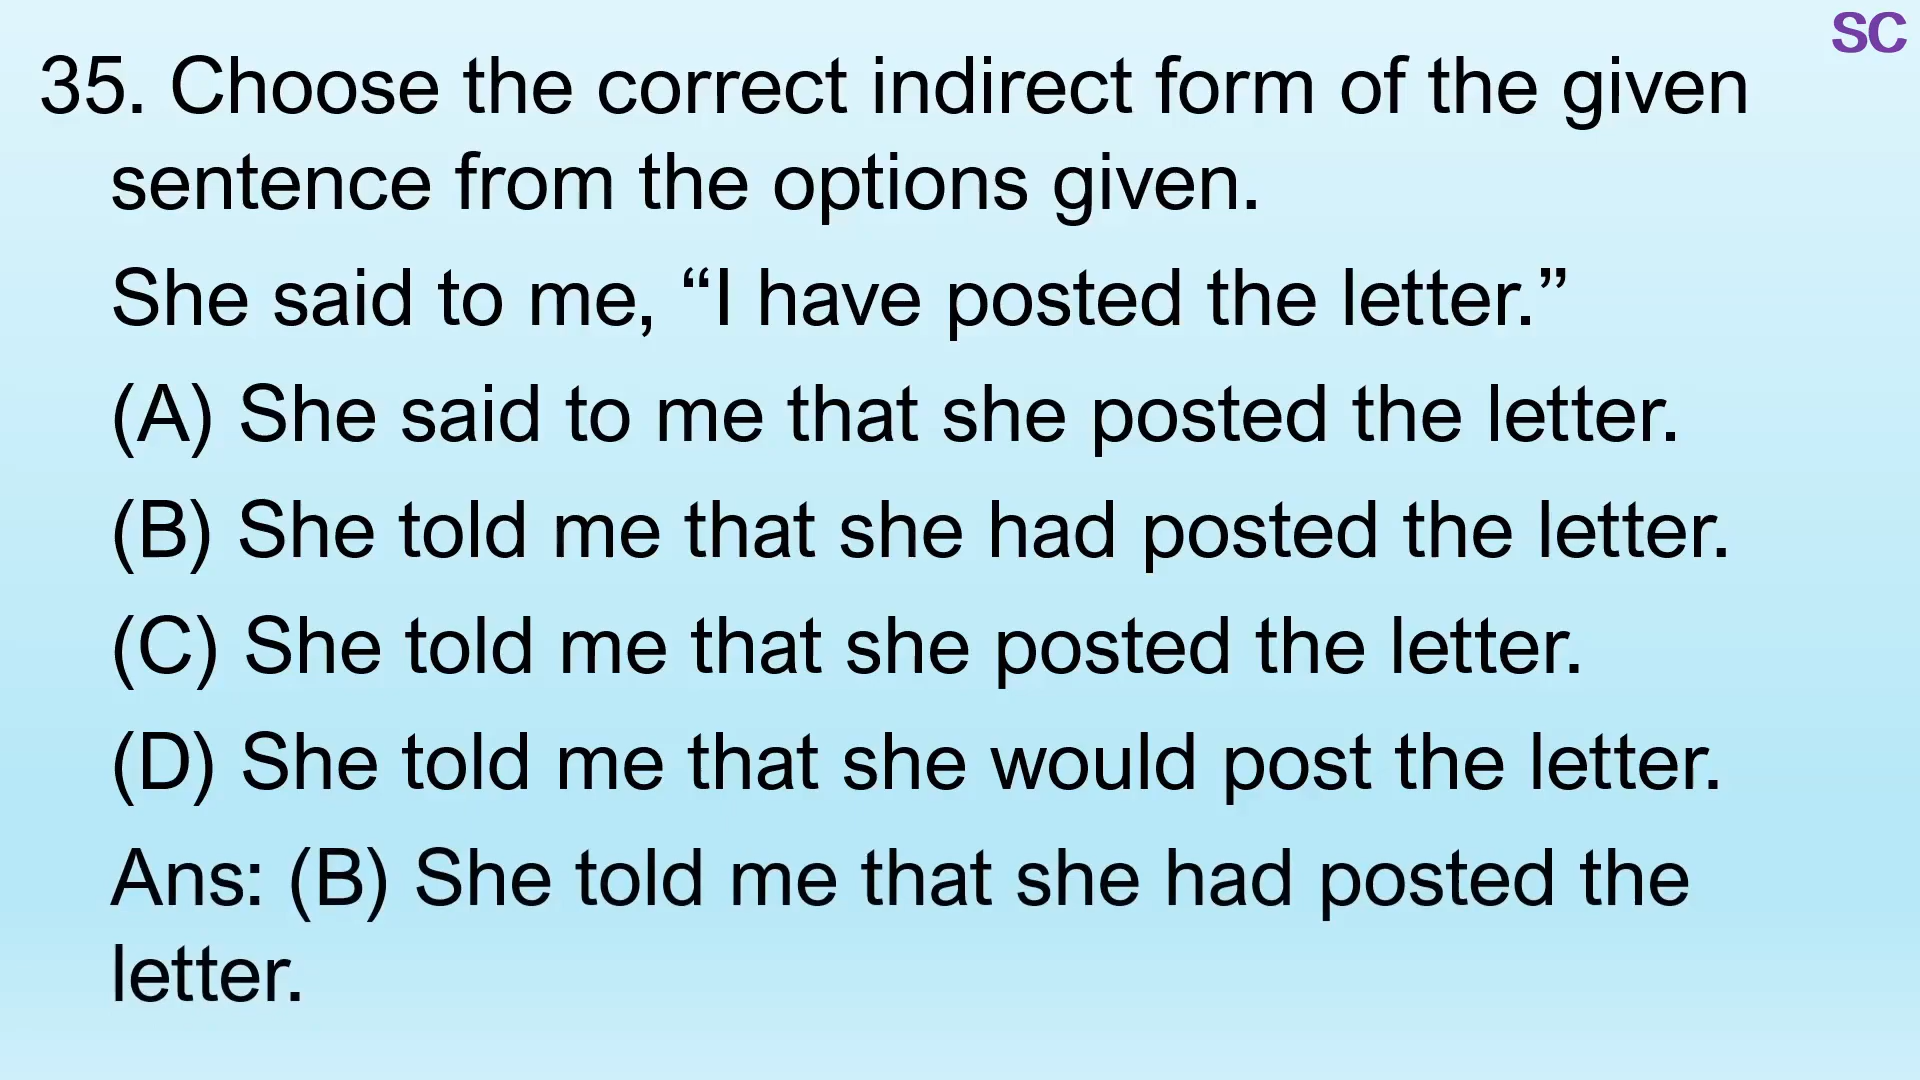 SC
35. Choose the correct indirect form of the given
sentence from the options given.
She said to me, “I have posted the letter.”
(A) She said to me that she posted the letter.
(B) She told me that she had posted the letter.
(C) She told me that she posted the letter.
(D) She told me that she would post the letter.
Ans: (B) She told me that she had posted the
letter.